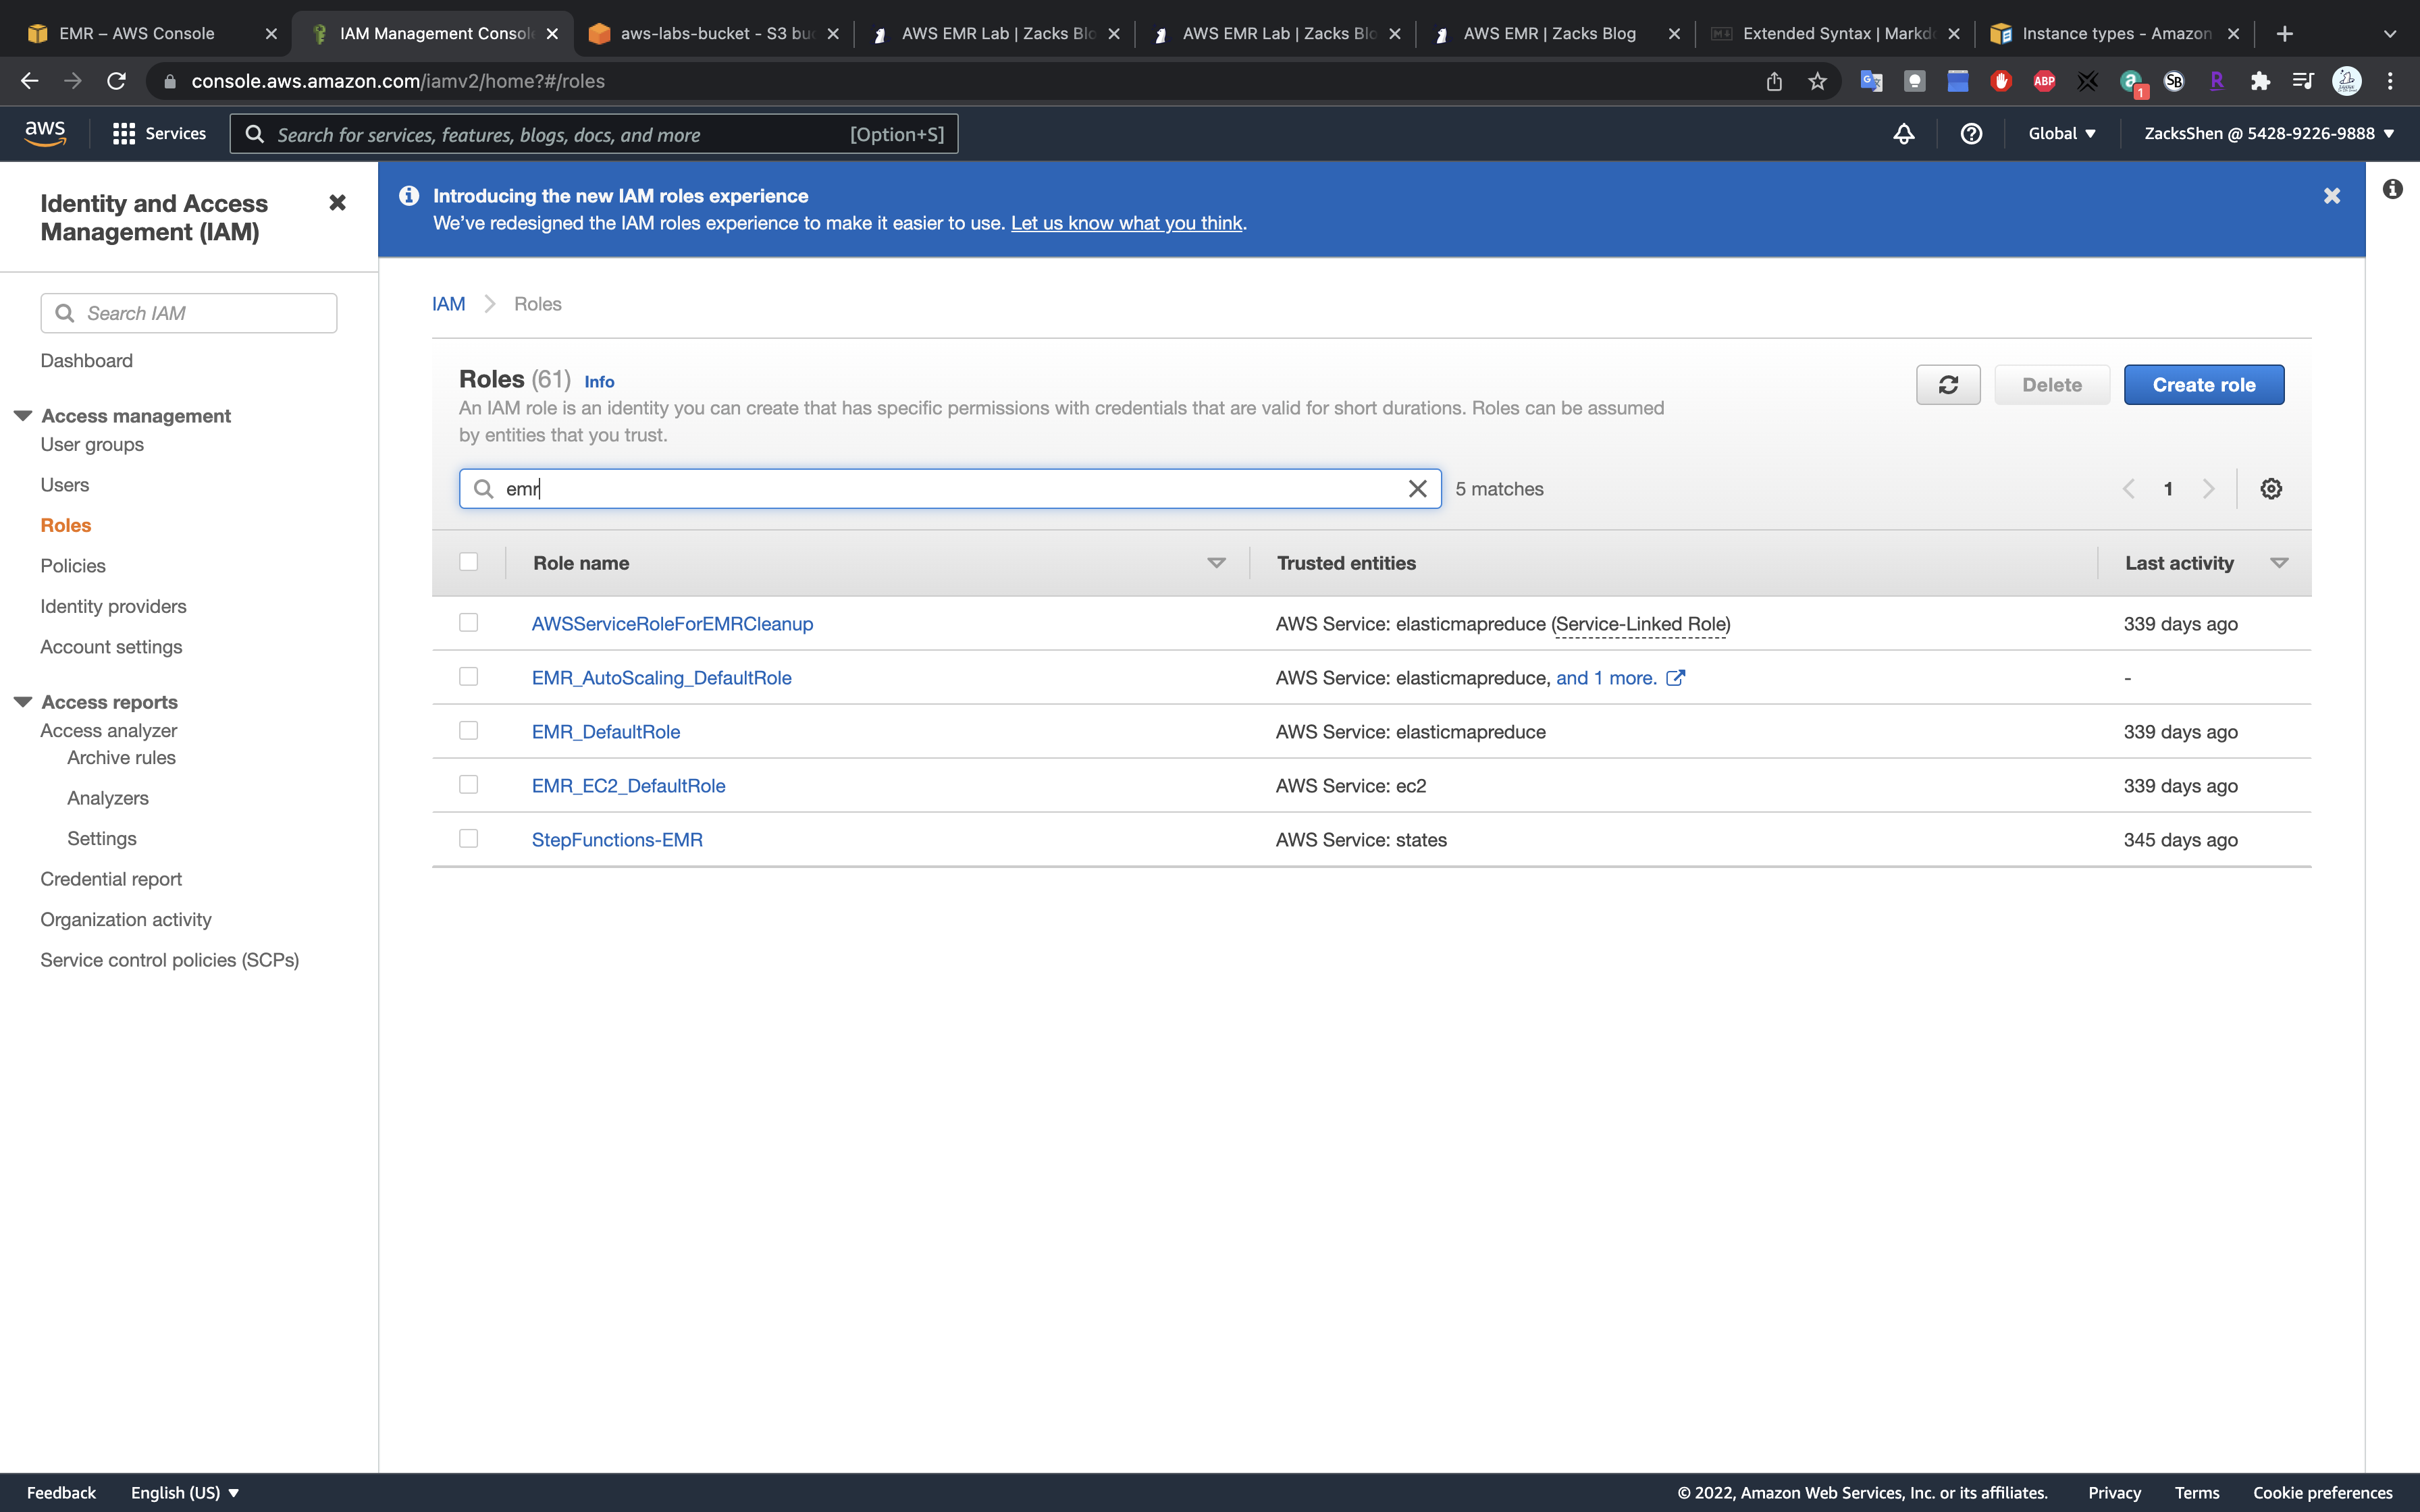 EMR – AWS Console
IAM Management Consol
aws-labs-bucket - S3 bu
AWS EMR Lab | Zacks Blo
AWS EMR Lab | Zacks Blo
AWS EMR | Zacks Blog
Extended Syntax | Markd
Instance types - Amazon
console.aws.amazon.com/iamv2/home?#/roles
ABP
1
SB
R
aws
Services
Search for services, features, blogs, docs, and more
[Option+S]
Global
ZacksShen @ 5428-9226-9888
Identity and Access
Management (IAM)
Search IAM
Dashboard
Access management
User groups
Users
Roles
Policies
Identity providers
Account settings
Access reports
Access analyzer
Archive rules
Analyzers
Settings
Credential report
Organization activity
Service control policies (SCPs)
Introducing the new IAM roles experience
We've redesigned the IAM roles experience to make it easier to use. Let us know what you think.
IAM
Roles
Roles (61) Info
An IAM role is an identity you can create that has specific permissions with credentials that are valid for short durations. Roles can be assumed
by entities that you trust.
Delete
Create role
emr
5 matches
1
Role name Trusted entities Last activity
AWSServiceRoleForEMRCleanup AWS Service: elasticmapreduce (Service-Linked Role) 339 days ago
EMR_AutoScaling_DefaultRole AWS Service: elasticmapreduce, and 1 more. -
EMR_DefaultRole AWS Service: elasticmapreduce 339 days ago
EMR_EC2_DefaultRole AWS Service: ec2 339 days ago
StepFunctions-EMR AWS Service: states 345 days ago
Feedback
English (US)
© 2022, Amazon Web Services, Inc. or its affiliates.
Privacy
Terms
Cookie preferences